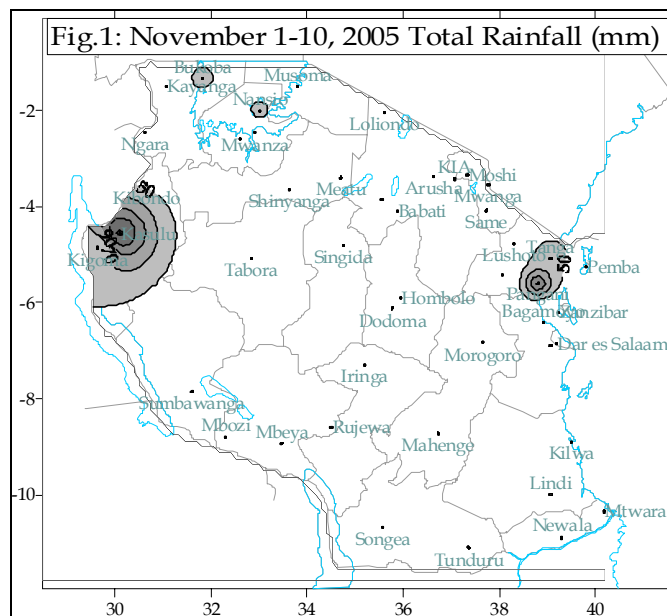 Fig.1: November 1-10, 2005 Total Rainfall (mm)
Bukoba
Kayanga
Musoma
Nansio
-2
Loliondo
Ngara
Mwanza
KIA
Moshi
Meatu
Arusha
Kibondo
Shinyanga
Mwanga
Babati
-4
Same
Kasulu
Tanga
Kigoma
Singida
Lushoto
50
Pemba
Tabora
-6
Hombolo
Pangani
Dodoma
Bagamoyo
Zanzibar
Morogoro
Dar es Salaam
Iringa
-8
Sumbawanga
Mbozi
Mbeya
Rujewa
Mahenge
Kilwa
-10
Lindi
Mtwara
Songea
Newala
Tunduru
30
32
34
36
38
40